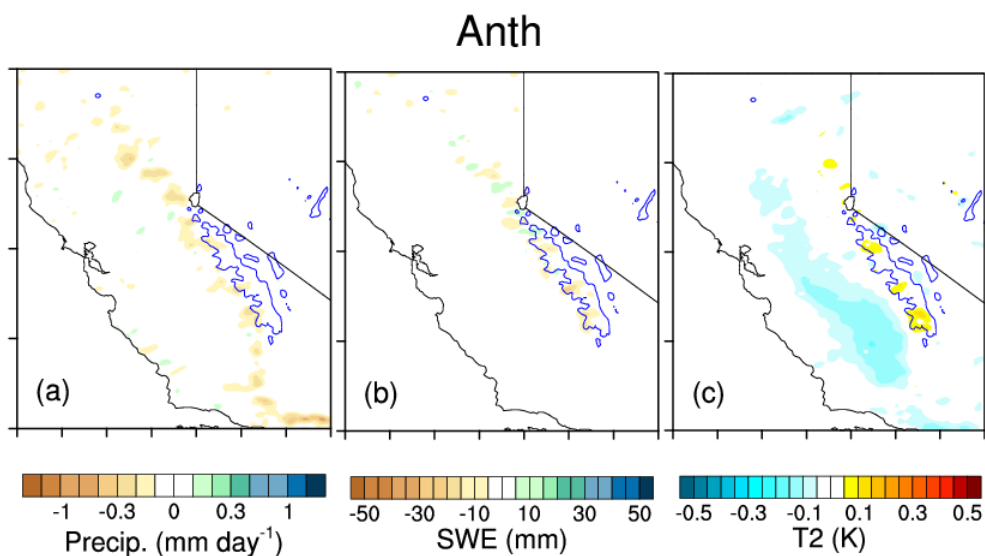 Anth
(a) (b) (c)
-1 -0.3 0 0.3 1
Precip. (mm day-1)
-50 -30 -10 10 30 50
SWE (mm)
-0.5 -0.3 -0.1 0.1 0.3 0.5
T2 (K)